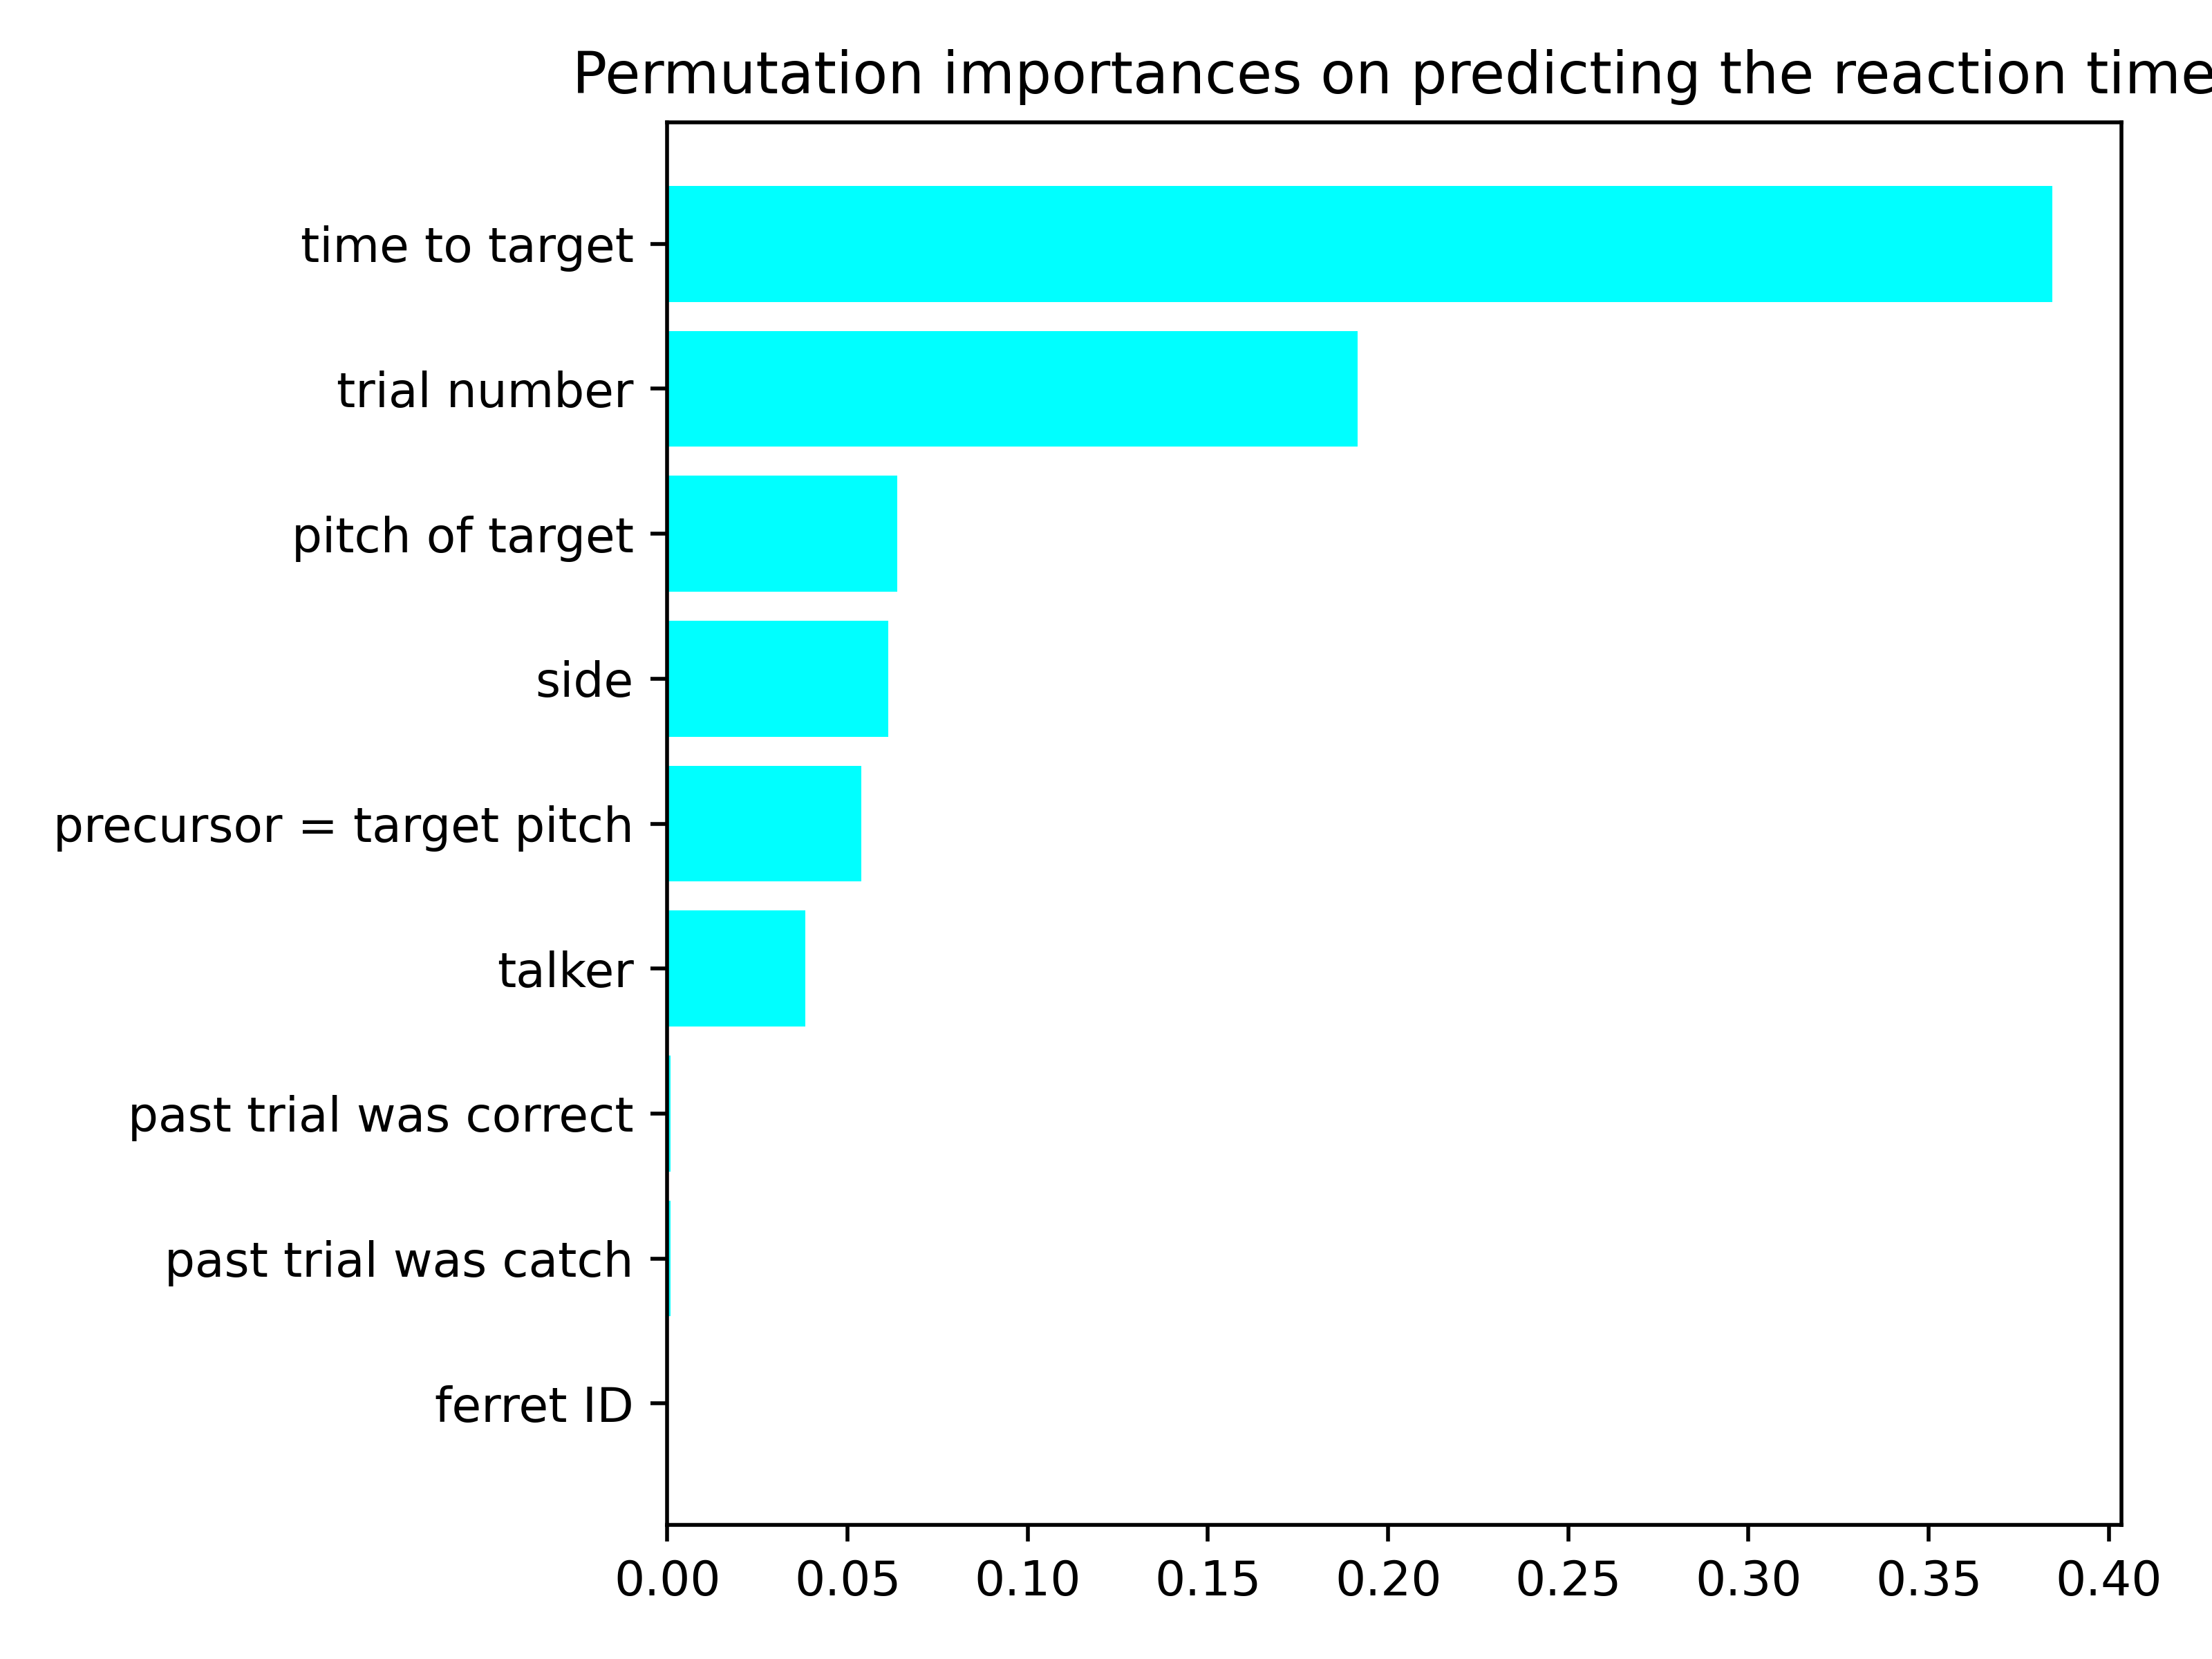 Permutation importances on predicting the reaction time
time to target
trial number
pitch of target
side
precursor = target pitch
talker
past trial was correct
past trial was catch
ferret ID
0.00 0.05 0.10 0.15 0.20 0.25 0.30 0.35 0.40